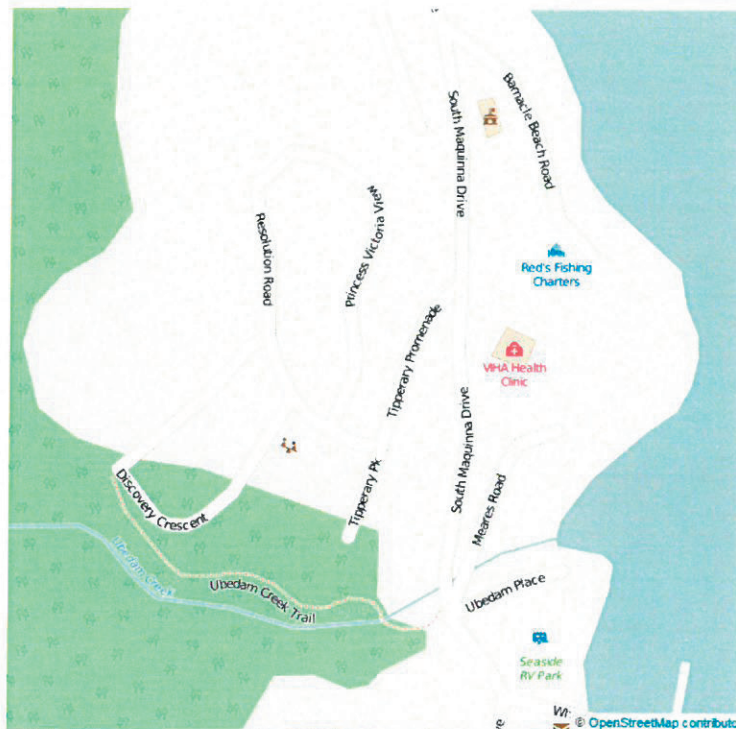 South Maquinna Drive
Barnacle Beach Road
Resolution Road
Princess Victoria View
Red's Fishing
Charters
Tipperary Promenade
VIHA Health
Clinic
South Maquinna Drive
Discovery Crescent
Tipperary Pk
Meares Road
Ubedam Creek
Ubedam Creek Trail
Ubedam Place
Seaside
RV Park
© OpenStreetMap contributo